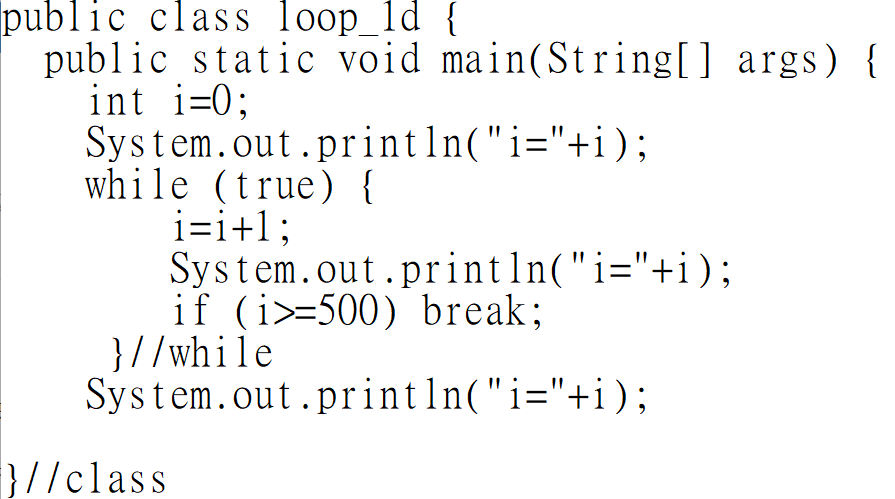 public class loop_1d {
  public static void main(String[] args) {
    int i=0;
    System.out.println("i="+i);
    while (true) {
        i=i+1;
        System.out.println("i="+i);
        if (i>=500) break;
     }//while
    System.out.println("i="+i);

}//class